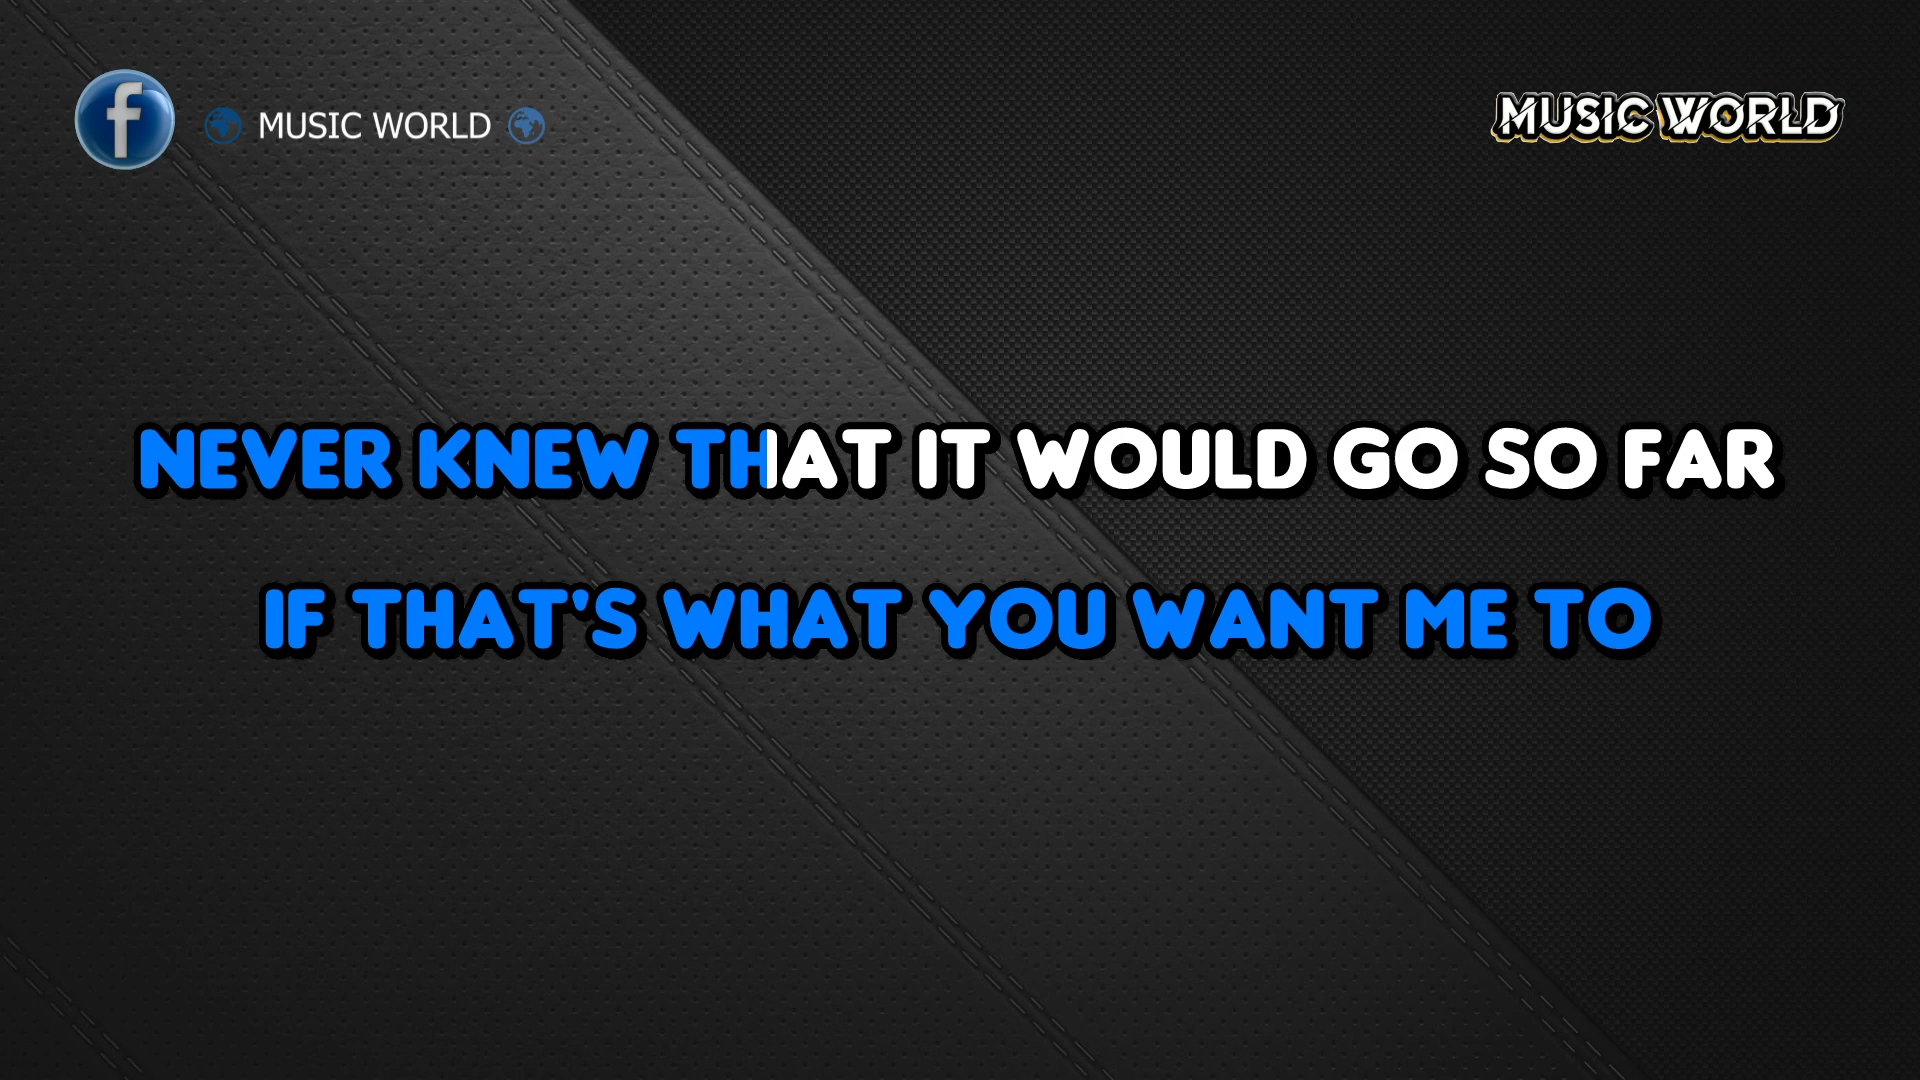 f
MUSIC WORLD
MUSIC WORLD
NEVER KNEW THAT IT WOULD GO SO FAR
IF THAT'S WHAT YOU WANT ME TO